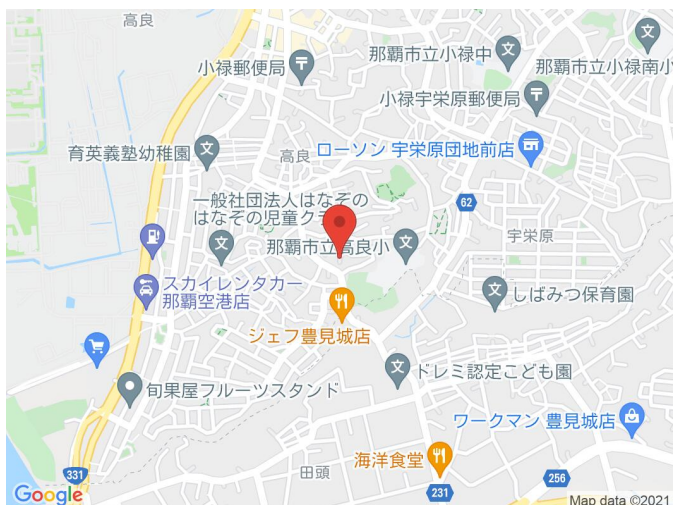 高良
那覇市立小禄中
小禄郵便局
那覇市立小禄南小
小禄宇栄原郵便局
育英義塾幼稚園
高良
ローソン 宇栄原団地前店
一般社団法人はなぞの
はなぞの児童クラ
62
那覇市立高良小
宇栄原
スカイレンタカー
那覇空港店
しばみつ保育園
ジェフ豊見城店
旬果屋フルーツスタンド
ドレミ認定こども園
ワークマン 豊見城店
海洋食堂
田頭
331
256
231
Google
Map data ©2021